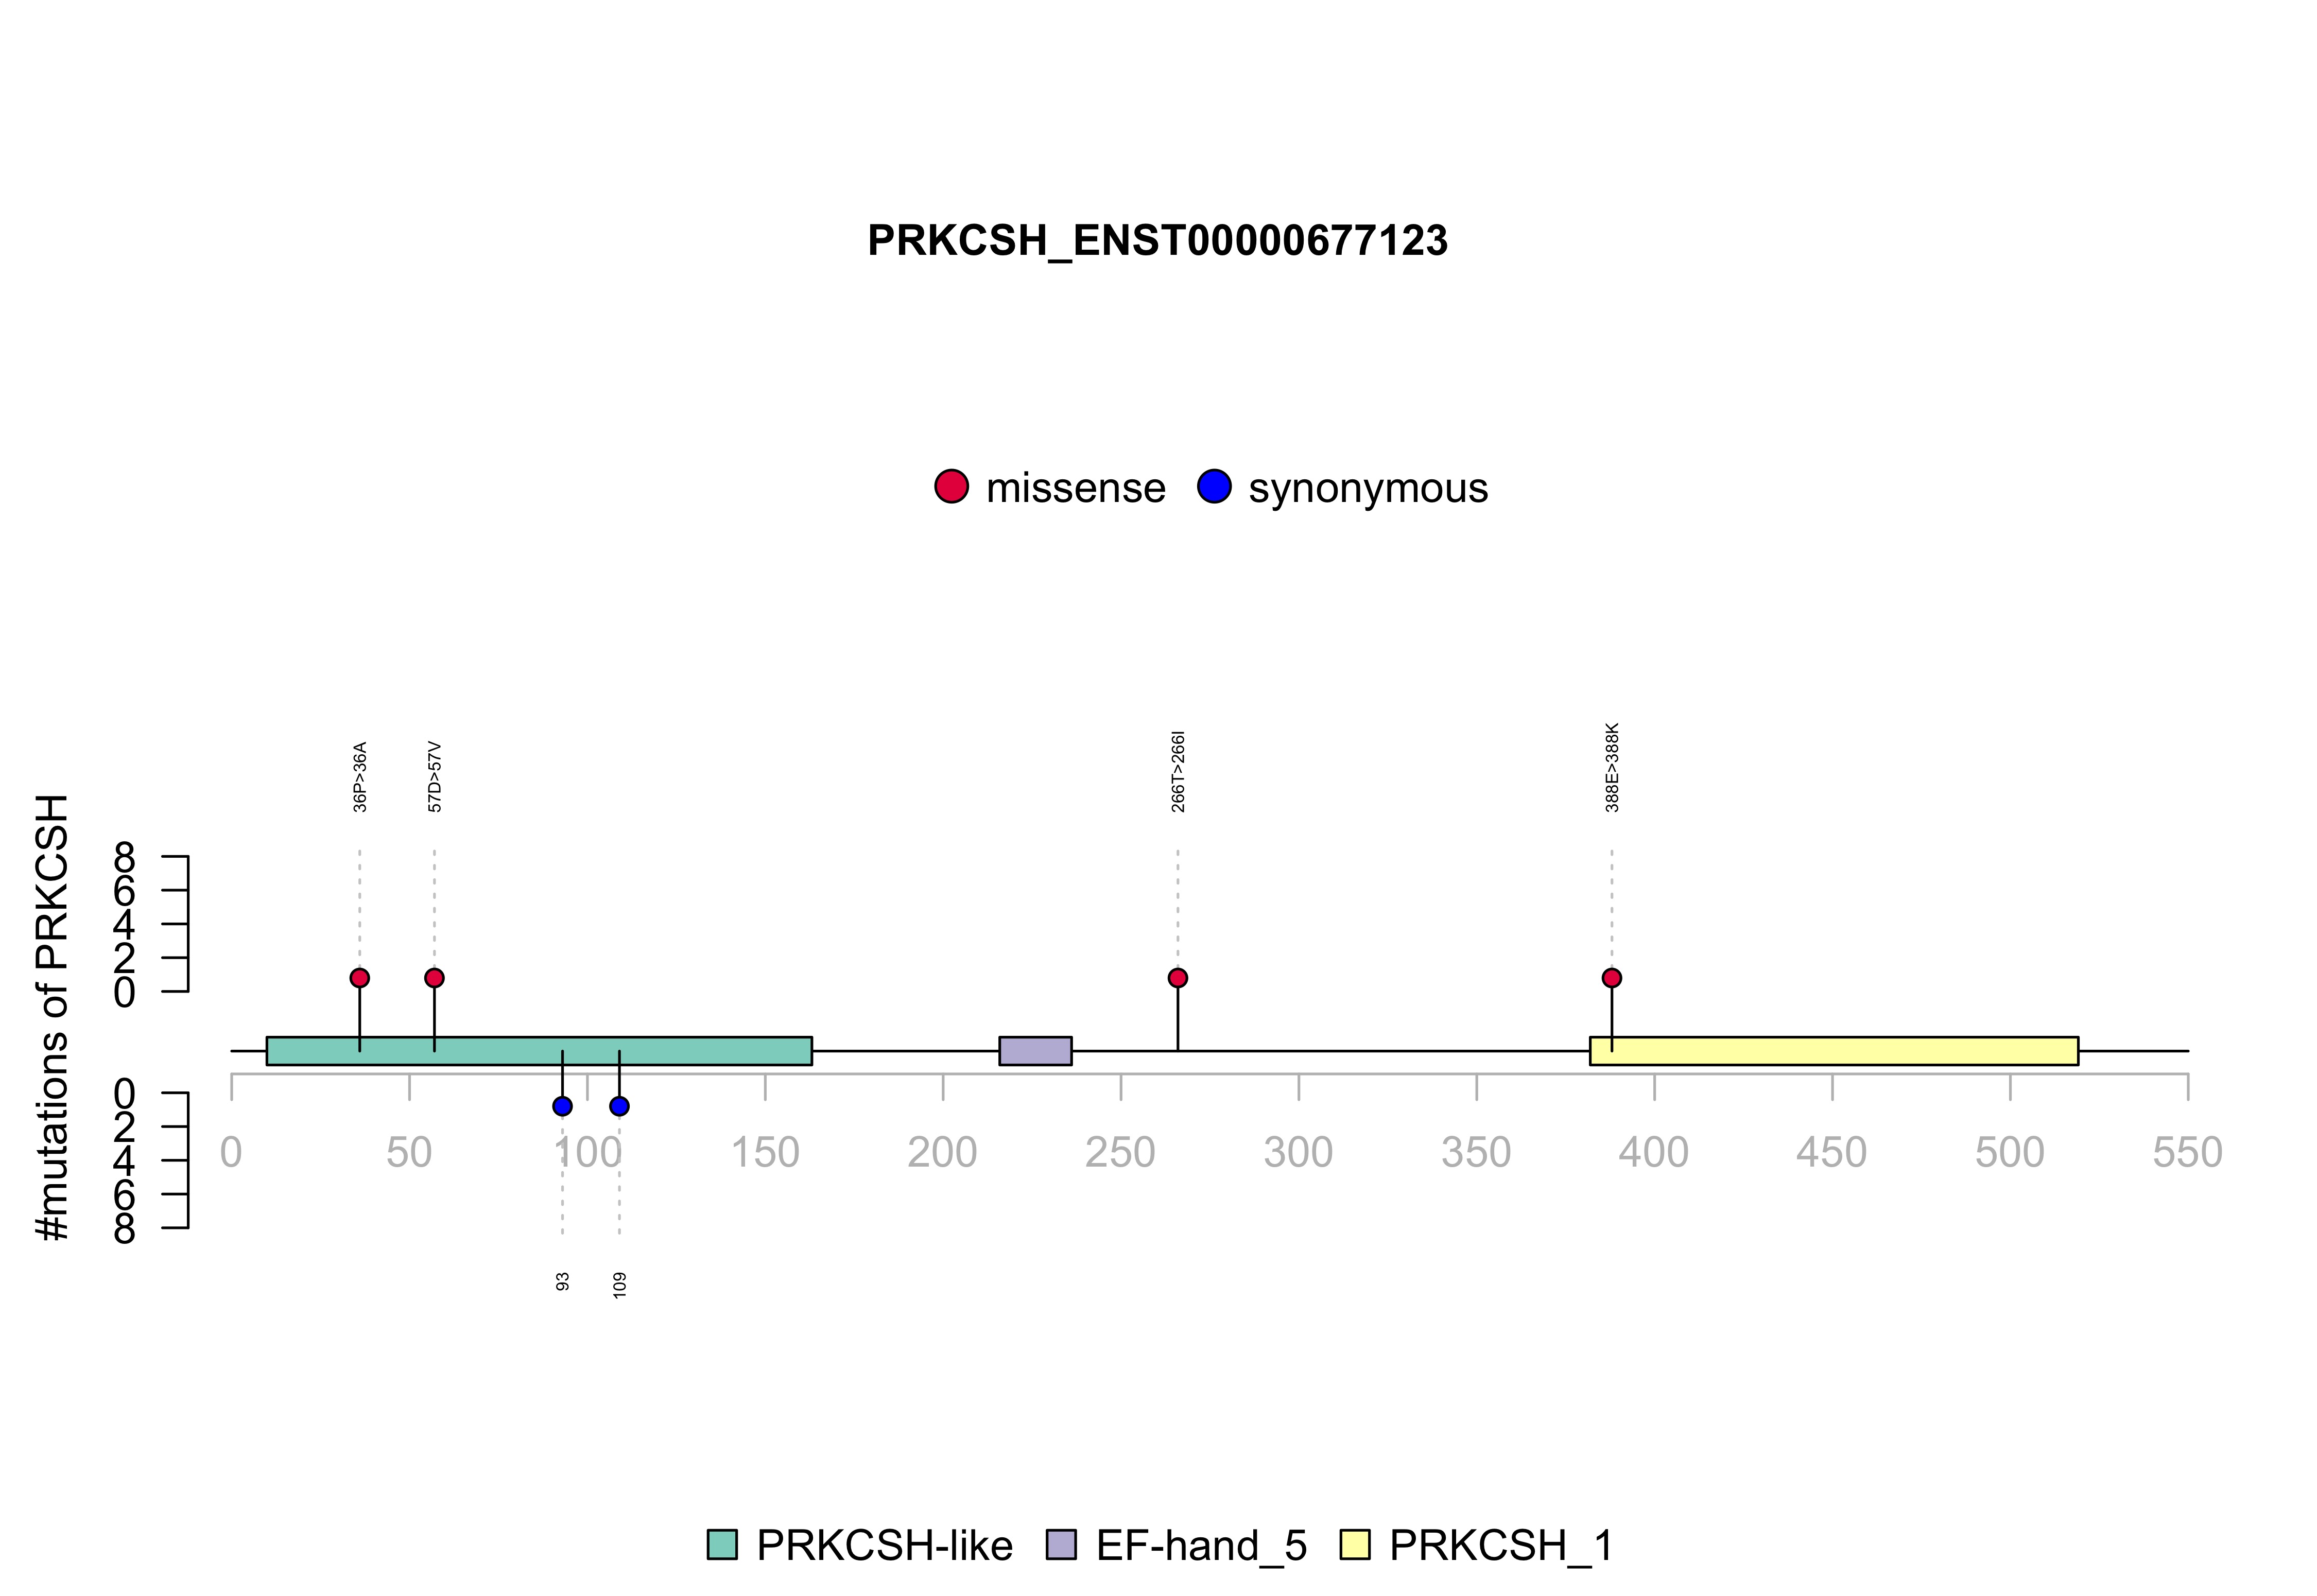 PRKCSH_ENST00000677123
missense synonymous
36P>36A
57D>57V
266T>266I
388E>388K
#mutations of PRKCSH
8
6
4
2
0
0
2
4
6
8
0 50 100 150 200 250 300 350 400 450 500 550
93
109
PRKCSH-like EF-hand_5 PRKCSH_1